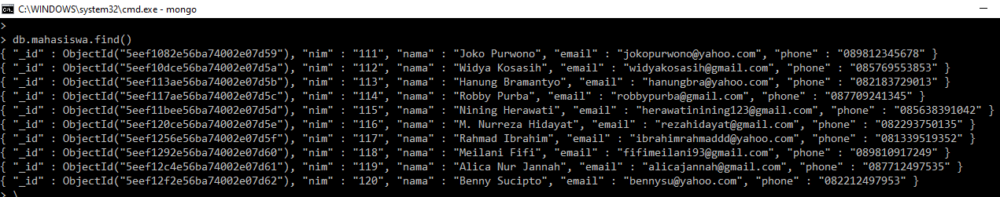 C:\WINDOWS\system32\cmd.exe - mongo
>
> db.mahasiswa.find()
{ "_id" : ObjectId("5eef1082e56ba74002e07d59"), "nim" : "111", "nama" : "Joko Purwono", "email" : "jokopurwono@yahoo.com", "phone" : "089812345678" }
{ "_id" : ObjectId("5eef10dce56ba74002e07d5a"), "nim" : "112", "nama" : "Widya Kosasih", "email" : "widyakosasih@gmail.com", "phone" : "085769553853" }
{ "_id" : ObjectId("5eef113ae56ba74002e07d5b"), "nim" : "113", "nama" : "Hanung Bramantyo", "email" : "hanungbra@yahoo.com", "phone" : "082183729013" }
{ "_id" : ObjectId("5eef117ae56ba74002e07d5c"), "nim" : "114", "nama" : "Robby Purba", "email" : "robbypurba@gmail.com", "phone" : "087709241345" }
{ "_id" : ObjectId("5eef11bee56ba74002e07d5d"), "nim" : "115", "nama" : "Nining Herawati", "email" : "herawatinining123@gmail.com", "phone" : "085638391042" }
{ "_id" : ObjectId("5eef120ce56ba74002e07d5e"), "nim" : "116", "nama" : "M. Nurreza Hidayat", "email" : "rezahidayat@gmail.com", "phone" : "082293750135" }
{ "_id" : ObjectId("5eef1256e56ba74002e07d5f"), "nim" : "117", "nama" : "Rahmad Ibrahim", "email" : "ibrahimrahmaddd@yahoo.com", "phone" : "081339519352" }
{ "_id" : ObjectId("5eef1292e56ba74002e07d60"), "nim" : "118", "nama" : "Meilani Fifi", "email" : "fifimeilani93@gmail.com", "phone" : "089810917249" }
{ "_id" : ObjectId("5eef12c4e56ba74002e07d61"), "nim" : "119", "nama" : "Alica Nur Jannah", "email" : "alicajannah@gmail.com", "phone" : "087712497535" }
{ "_id" : ObjectId("5eef12f2e56ba74002e07d62"), "nim" : "120", "nama" : "Benny Sucipto", "email" : "bennysu@yahoo.com", "phone" : "082212497953" }
> \